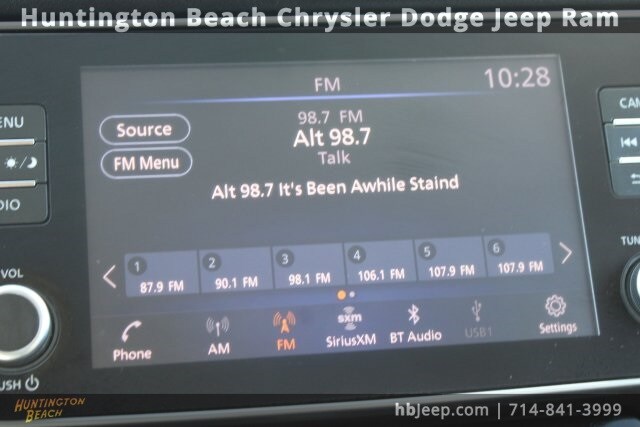 Huntington Beach Chrysler Dodge Jeep Ram
FM
10:28
98.7 FM
Alt 98.7
Talk
Source
FM Menu
Alt 98.7 It's Been Awhile Staind
1 2 3 4 5 6
87.9 FM 90.1 FM 98.1 FM 106.1 FM 107.9 FM 107.9 FM
sxm
Phone AM FM SiriusXM BT Audio USB1 Settings
VOL
HUNTINGTON
BEACH
hbjeep.com | 714-841-3999